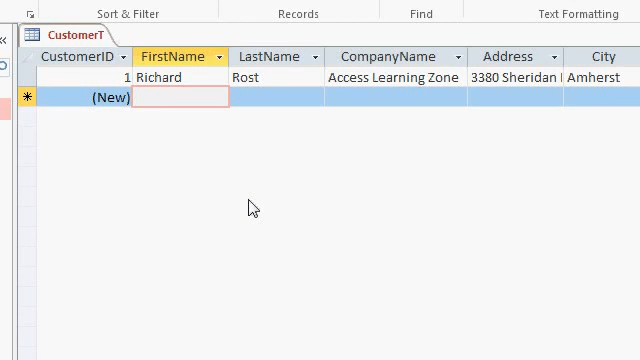 Sort & Filter Records Find Text Formatting
CustomerT
CustomerID FirstName LastName CompanyName Address City
1 Richard Rost Access Learning Zone 3380 Sheridan Amherst
(New)